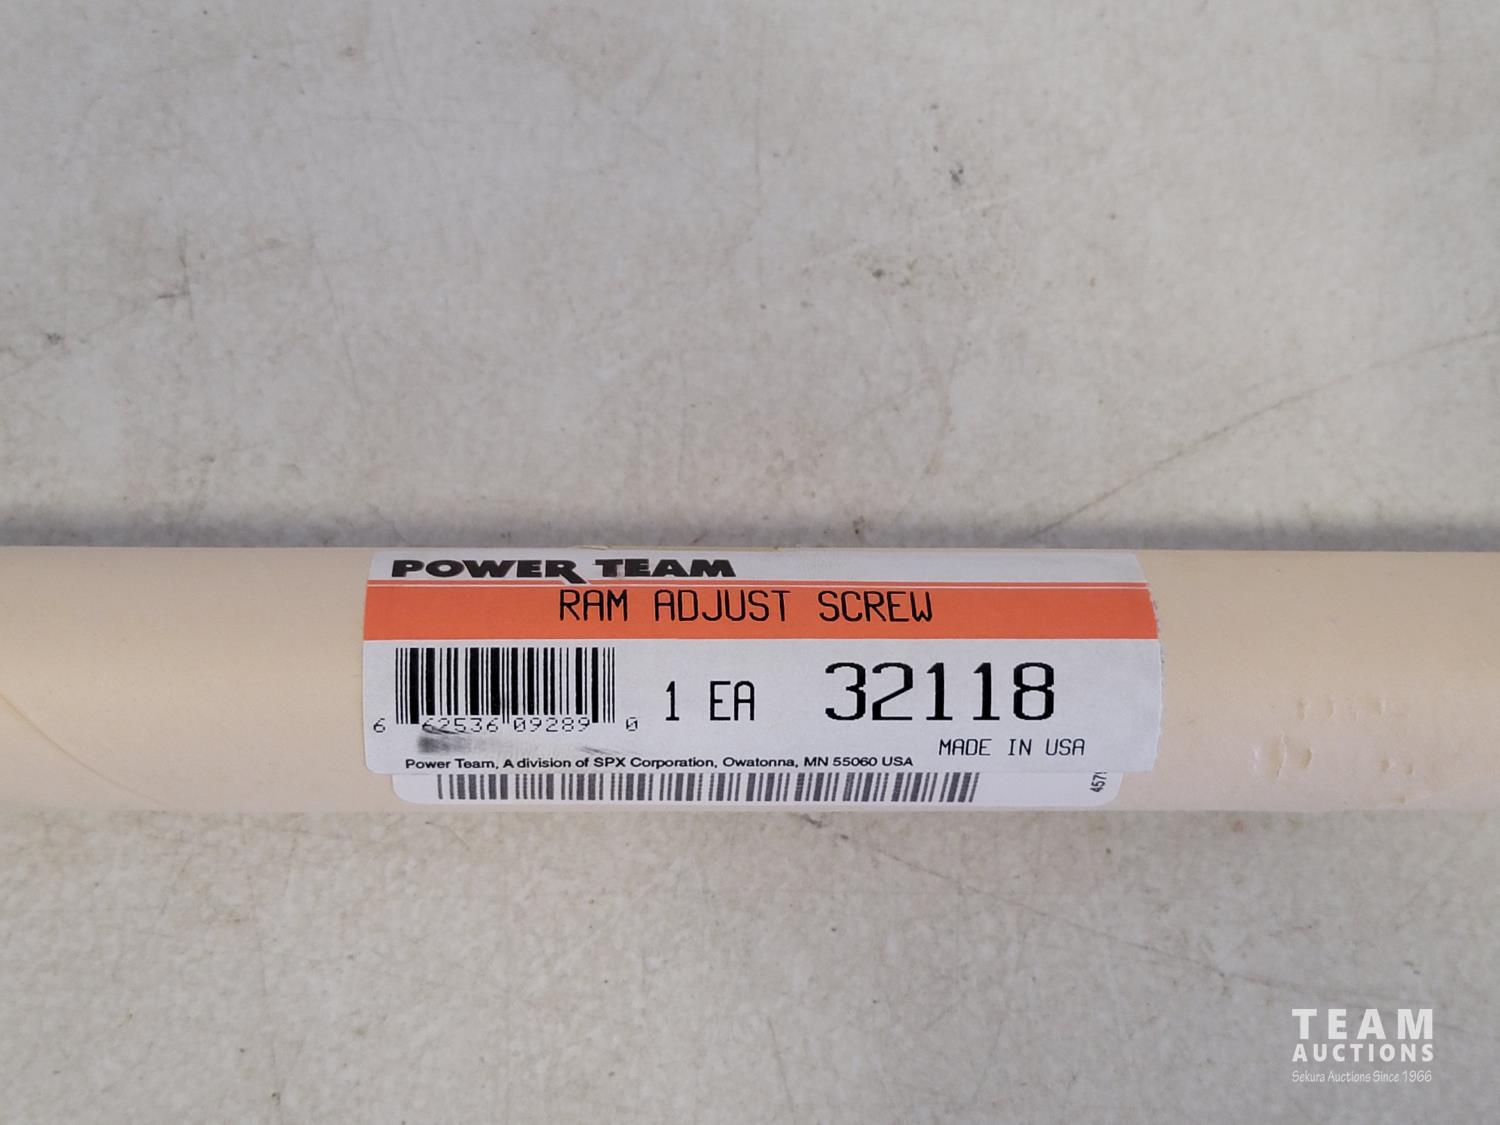 POWER TEAM
RAM ADJUST SCREW
6 62536 09289 0
1 EA
32118
MADE IN USA
Power Team, A division of SPX Corporation, Owatonna, MN 55060 USA
TEAM
AUCTIONS
Sekura Auctions Since 1966